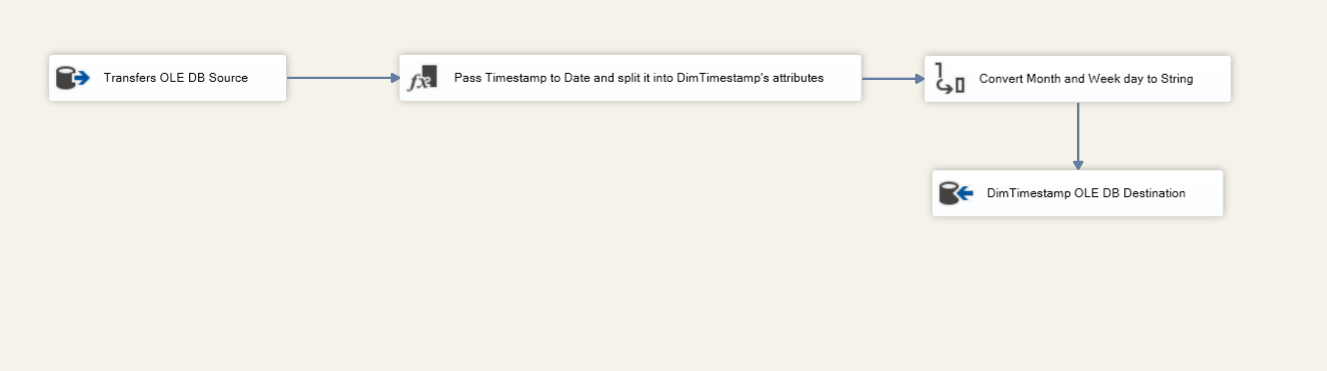 Transfers OLE DB Source
Pass Timestamp to Date and split it into DimTimestamp's attributes
Convert Month and Week day to String
DimTimestamp OLE DB Destination